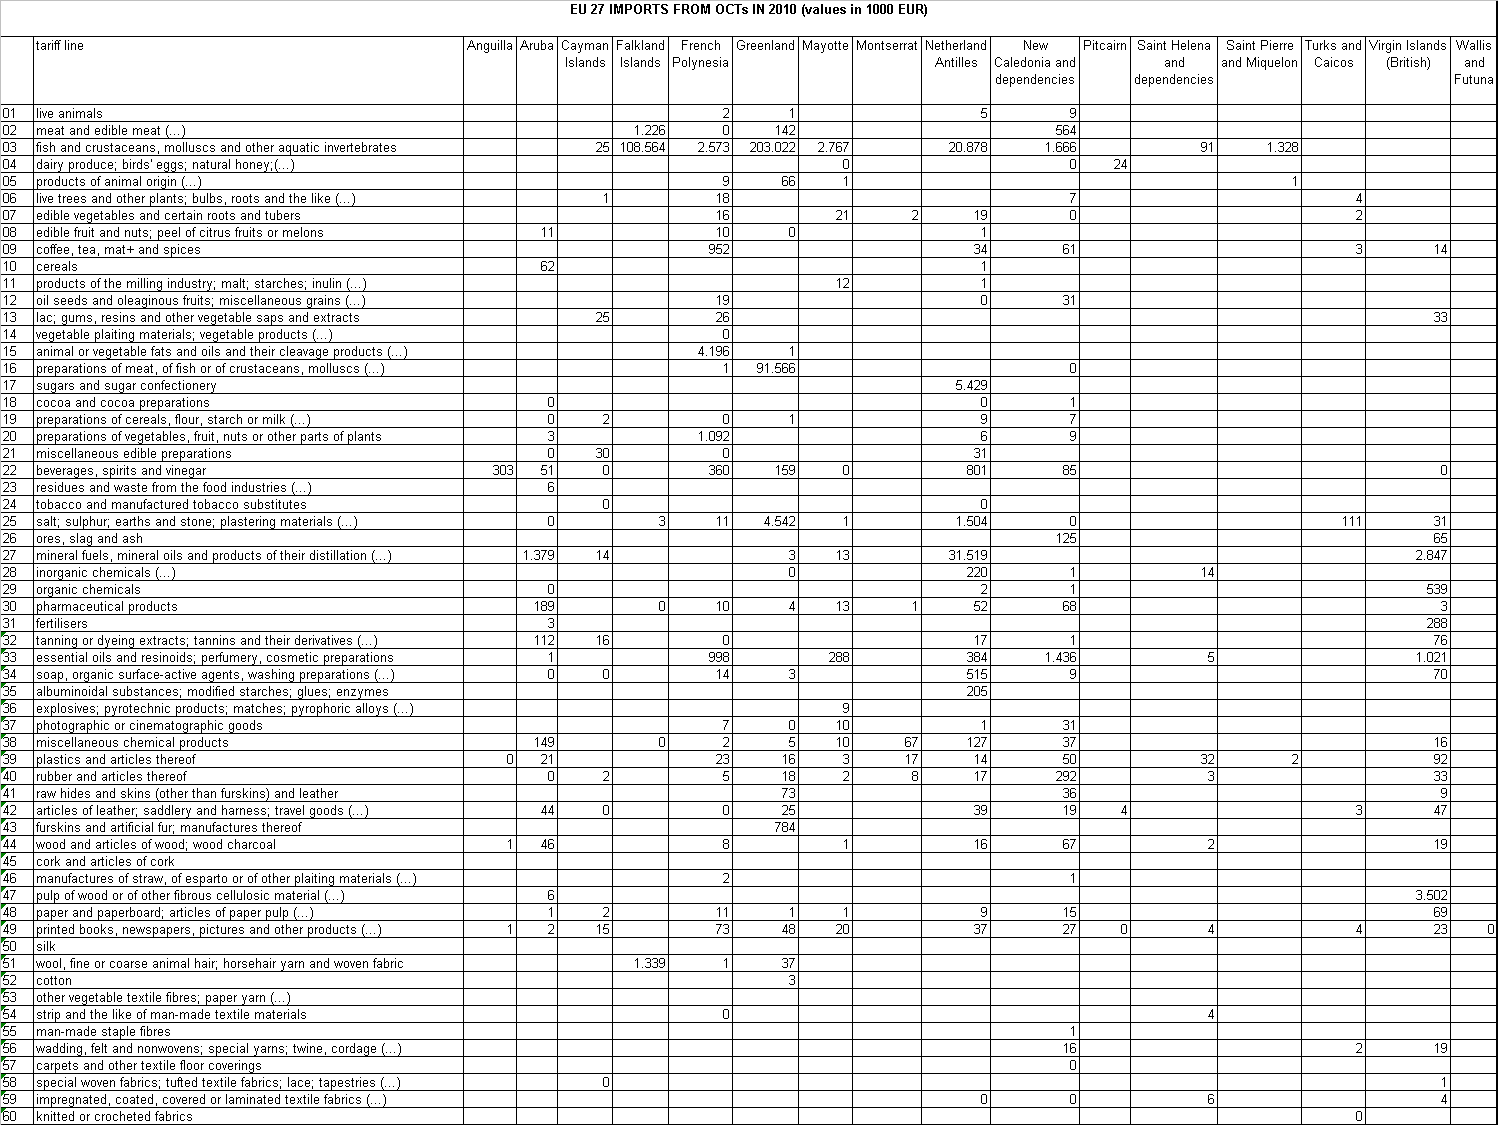 EU 27 IMPORTS FROM OCTs IN 2010 (values in 1000 EUR)
tariff line Anguilla Aruba Cayman Islands Falkland Islands French Polynesia Greenland Mayotte Montserrat Netherland Antilles New Caledonia and dependencies Pitcairn Saint Helena and dependencies Saint Pierre and Miquelon Turks and Caicos Virgin Islands (British) Wallis and Futuna
01 live animals 2 1 5 9
02 meat and edible meat (...) 1.226 0 142 564
03 fish and crustaceans, molluscs and other aquatic invertebrates 25 108.564 2.573 203.022 2.767 20.878 1.666 91 1.328
04 dairy produce; birds' eggs; natural honey;(...) 0 0 24
05 products of animal origin (...) 9 66 1 1
06 live trees and other plants; bulbs, roots and the like (...) 1 18 7 4
07 edible vegetables and certain roots and tubers 16 21 2 19 0 2
08 edible fruit and nuts; peel of citrus fruits or melons 11 10 0 1
09 coffee, tea, mat+ and spices 952 34 61 3 14
10 cereals 62 1
11 products of the milling industry; malt; starches; inulin (...) 12 1
12 oil seeds and oleaginous fruits; miscellaneous grains (...) 19 0 31
13 lac; gums, resins and other vegetable saps and extracts 25 26 33
14 vegetable plaiting materials; vegetable products (...) 0
15 animal or vegetable fats and oils and their cleavage products (...) 4.196 1
16 preparations of meat, of fish or of crustaceans, molluscs (...) 1 91.566 0
17 sugars and sugar confectionery 5.429
18 cocoa and cocoa preparations 0 0 1
19 preparations of cereals, flour, starch or milk (...) 0 2 0 1 9 7
20 preparations of vegetables, fruit, nuts or other parts of plants 3 1.092 6 9
21 miscellaneous edible preparations 0 30 0 31
22 beverages, spirits and vinegar 303 51 0 360 159 0 801 85 0
23 residues and waste from the food industries (...) 6
24 tobacco and manufactured tobacco substitutes 0 0
25 salt; sulphur; earths and stone; plastering materials (...) 0 3 11 4.542 1 1.504 0 111 31
26 ores, slag and ash 125 65
27 mineral fuels, mineral oils and products of their distillation (...) 1.379 14 3 13 31.519 2.847
28 inorganic chemicals (...) 0 220 1 14
29 organic chemicals 0 2 1 539
30 pharmaceutical products 189 0 10 4 13 1 52 68 3
31 fertilisers 3 288
32 tanning or dyeing extracts; tannins and their derivatives (...) 112 16 0 17 1 76
33 essential oils and resinoids; perfumery, cosmetic preparations 1 998 288 384 1.436 5 1.021
34 soap, organic surface-active agents, washing preparations (...) 0 0 14 3 515 9 70
35 albuminoidal substances; modified starches; glues; enzymes 205
36 explosives; pyrotechnic products; matches; pyrophoric alloys (...) 9
37 photographic or cinematographic goods 7 0 10 1 31
38 miscellaneous chemical products 149 0 2 5 10 67 127 37 16
39 plastics and articles thereof 0 21 23 16 3 17 14 50 32 2 92
40 rubber and articles thereof 0 2 5 18 2 8 17 292 3 33
41 raw hides and skins (other than furskins) and leather 73 36 9
42 articles of leather; saddlery and harness; travel goods (...) 44 0 0 25 39 19 4 3 47
43 furskins and artificial fur; manufactures thereof 784
44 wood and articles of wood; wood charcoal 1 46 8 1 16 67 2 19
45 cork and articles of cork
46 manufactures of straw, of esparto or of other plaiting materials (...) 2 1
47 pulp of wood or of other fibrous cellulosic material (...) 6 3.502
48 paper and paperboard; articles of paper pulp (...) 1 2 11 1 1 9 15 69
49 printed books, newspapers, pictures and other products (...) 1 2 15 73 48 20 37 27 0 4 4 23 0
50 silk
51 wool, fine or coarse animal hair; horsehair yarn and woven fabric 1.339 1 37
52 cotton 3
53 other vegetable textile fibres; paper yarn (...)
54 strip and the like of man-made textile materials 0 4
55 man-made staple fibres 1
56 wadding, felt and nonwovens; special yarns; twine, cordage (...) 16 2 19
57 carpets and other textile floor coverings 0
58 special woven fabrics; tufted textile fabrics; lace; tapestries (...) 0 1
59 impregnated, coated, covered or laminated textile fabrics (...) 0 0 6 4
60 knitted or crocheted fabrics 0